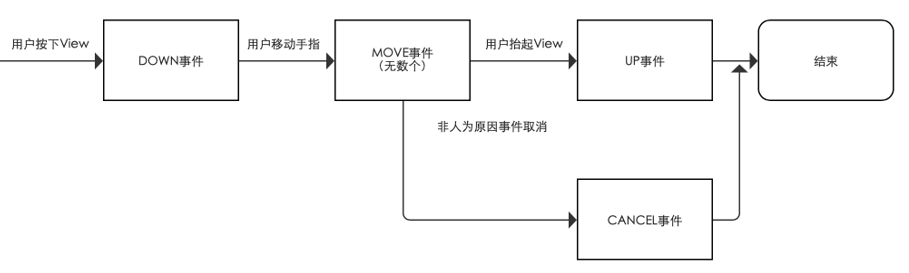 用户按下View
DOWN事件
用户移动手指
MOVE事件
（无数个）
用户抬起View
UP事件
结束
非人为原因事件取消
CANCEL事件